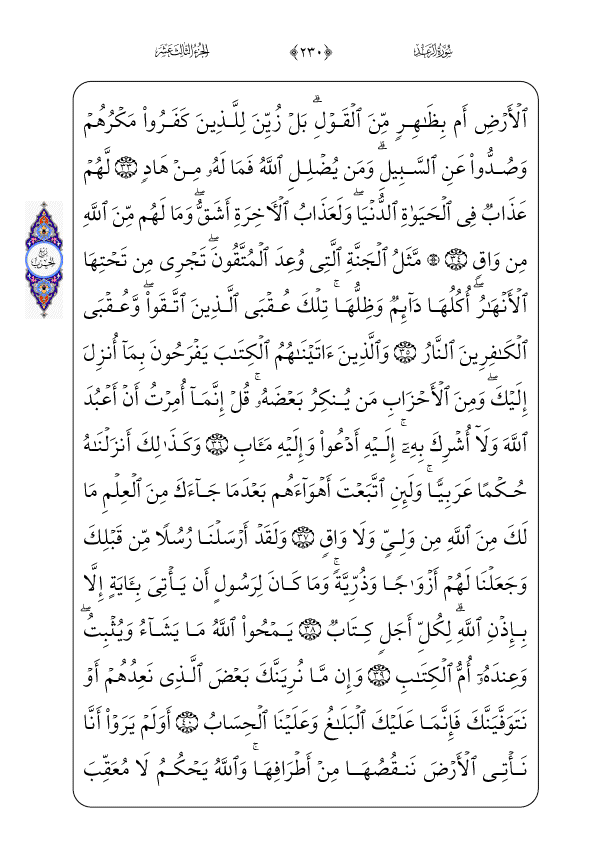 سُورَةُ الرَّعْدِ ﴿٢٣٠﴾ الجُزْءُ الثَّالِثَ عَشَرَ
ٱلْأَرْضِ أَم بِظَٰهِرٍ مِّنَ ٱلْقَوْلِ ۗ بَلْ زُيِّنَ لِلَّذِينَ كَفَرُوا۟ مَكْرُهُمْ
وَصُدُّوا۟ عَنِ ٱلسَّبِيلِ ۗ وَمَن يُضْلِلِ ٱللَّهُ فَمَا لَهُۥ مِنْ هَادٍ ٣٣ لَّهُمْ
عَذَابٌ فِى ٱلْحَيَوٰةِ ٱلدُّنْيَا ۖ وَلَعَذَابُ ٱلْـَٔاخِرَةِ أَشَقُّ ۖ وَمَا لَهُم مِّنَ ٱللَّهِ
مِن وَاقٍ ٣٤ ۞ مَّثَلُ ٱلْجَنَّةِ ٱلَّتِى وُعِدَ ٱلْمُتَّقُونَ ۖ تَجْرِى مِن تَحْتِهَا
رُبْعُ الْحِزْبِ
ٱلْأَنْهَٰرُ ۖ أُكُلُهَا دَآئِمٌ وَظِلُّهَا ۚ تِلْكَ عُقْبَى ٱلَّذِينَ ٱتَّقَوا۟ ۖ وَّعُقْبَى
ٱلْكَٰفِرِينَ ٱلنَّارُ ٣٥ وَٱلَّذِينَ ءَاتَيْنَٰهُمُ ٱلْكِتَٰبَ يَفْرَحُونَ بِمَآ أُنزِلَ
إِلَيْكَ ۖ وَمِنَ ٱلْأَحْزَابِ مَن يُنكِرُ بَعْضَهُۥ ۚ قُلْ إِنَّمَآ أُمِرْتُ أَنْ أَعْبُدَ
ٱللَّهَ وَلَآ أُشْرِكَ بِهِۦٓ ۚ إِلَيْهِ أَدْعُوا۟ وَإِلَيْهِ مَـَٔابِ ٣٦ وَكَذَٰلِكَ أَنزَلْنَٰهُ
حُكْمًا عَرَبِيًّا ۚ وَلَئِنِ ٱتَّبَعْتَ أَهْوَآءَهُم بَعْدَمَا جَآءَكَ مِنَ ٱلْعِلْمِ مَا
لَكَ مِنَ ٱللَّهِ مِن وَلِىٍّ وَلَا وَاقٍ ٣٧ وَلَقَدْ أَرْسَلْنَا رُسُلًا مِّن قَبْلِكَ
وَجَعَلْنَا لَهُمْ أَزْوَٰجًا وَذُرِّيَّةً ۚ وَمَا كَانَ لِرَسُولٍ أَن يَأْتِىَ بِـَٔايَةٍ إِلَّا
بِإِذْنِ ٱللَّهِ ۗ لِكُلِّ أَجَلٍ كِتَابٌ ٣٨ يَمْحُوا۟ ٱللَّهُ مَا يَشَآءُ وَيُثْبِتُ ۖ
وَعِندَهُۥٓ أُمُّ ٱلْكِتَٰبِ ٣٩ وَإِن مَّا نُرِيَنَّكَ بَعْضَ ٱلَّذِى نَعِدُهُمْ أَوْ
نَتَوَفَّيَنَّكَ فَإِنَّمَا عَلَيْكَ ٱلْبَلَٰغُ وَعَلَيْنَا ٱلْحِسَابُ ٤٠ أَوَلَمْ يَرَوْا۟ أَنَّا
نَأْتِى ٱلْأَرْضَ نَنقُصُهَا مِنْ أَطْرَافِهَا ۚ وَٱللَّهُ يَحْكُمُ لَا مُعَقِّبَ